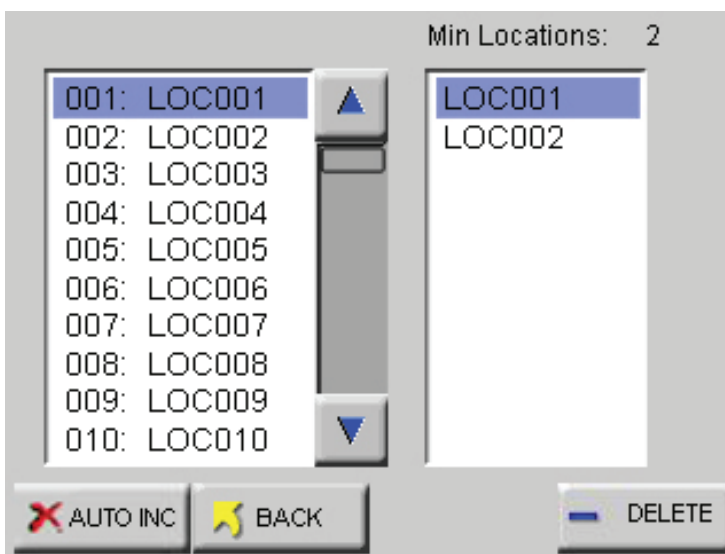 Min Locations: 2
001: LOC001
002: LOC002
003: LOC003
004: LOC004
005: LOC005
006: LOC006
007: LOC007
008: LOC008
009: LOC009
010: LOC010
LOC001
LOC002
AUTO INC
BACK
DELETE